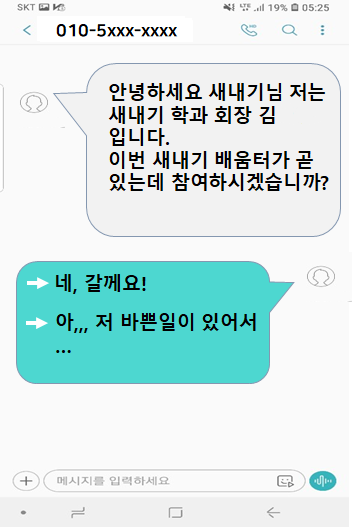 SKT 19% 05:25
010-5xxx-xxxx
안녕하세요 새내기님 저는
새내기 학과 회장 김
입니다.
이번 새내기 배움터가 곧
있는데 참여하시겠습니까?
네, 갈께요!
아,,, 저 바쁜일이 있어서
...
메시지를 입력하세요